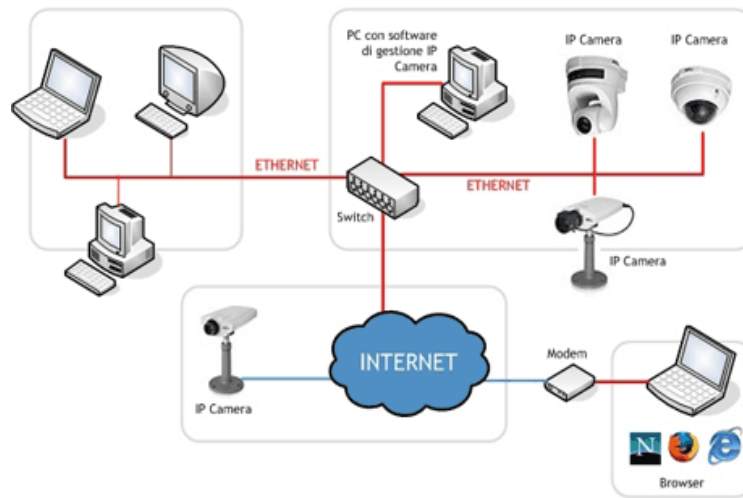 PC con software
di gestione IP
Camera
IP Camera
IP Camera
ETHERNET
ETHERNET
Switch
IP Camera
INTERNET
Modem
IP Camera
N
Browser